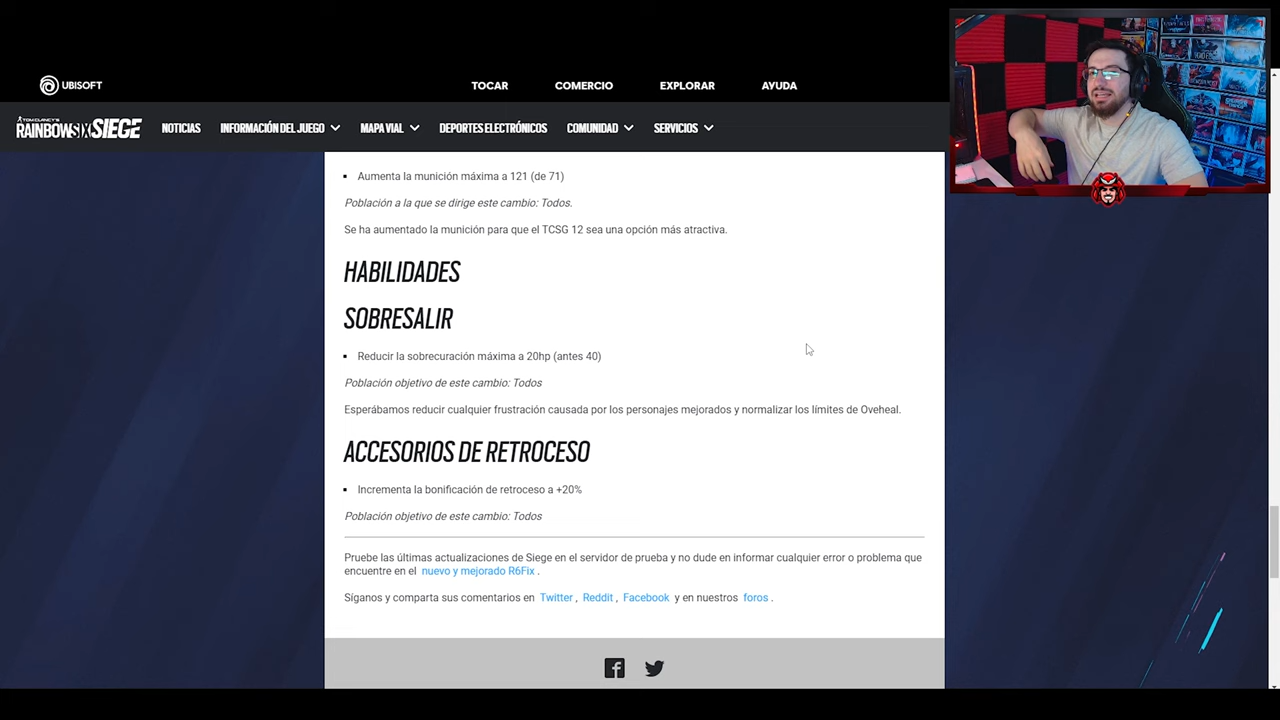 UBISOFT
TOCAR COMERCIO EXPLORAR AYUDA
TOM CLANCY'S
RAINBOWSIXSIEGE
NOTICIAS INFORMACIÓN DEL JUEGO MAPA VIAL DEPORTES ELECTRÓNICOS COMUNIDAD SERVICIOS
Aumenta la munición máxima a 121 (de 71)
Población a la que se dirige este cambio: Todos.
Se ha aumentado la munición para que el TCSG 12 sea una opción más atractiva.
HABILIDADES
SOBRESALIR
Reducir la sobrecuración máxima a 20hp (antes 40)
Población objetivo de este cambio: Todos
Esperábamos reducir cualquier frustración causada por los personajes mejorados y normalizar los límites de Oveheal.
ACCESORIOS DE RETROCESO
Incrementa la bonificación de retroceso a +20%
Población objetivo de este cambio: Todos
Pruebe las últimas actualizaciones de Siege en el servidor de prueba y no dude en informar cualquier error o problema que
encuentre en el nuevo y mejorado R6Fix .
Síganos y comparta sus comentarios en Twitter , Reddit , Facebook y en nuestros foros .